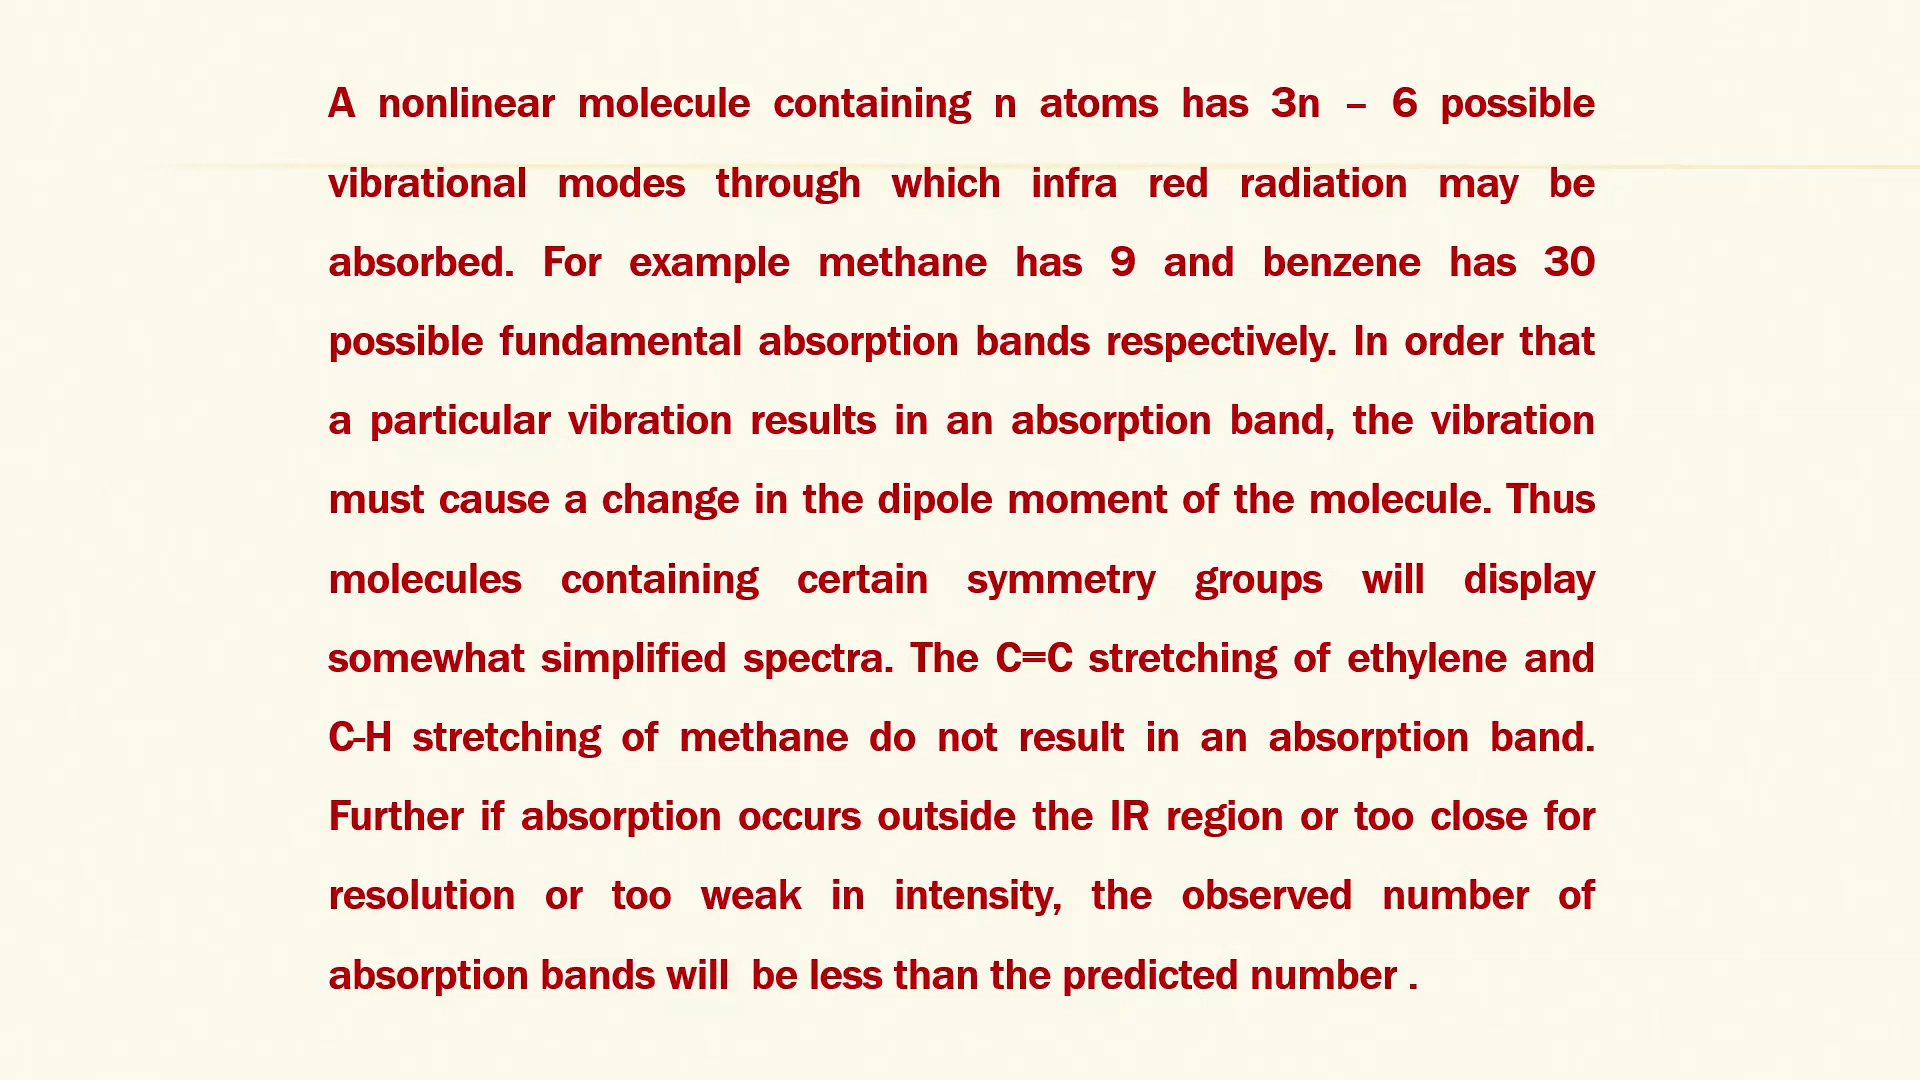 A nonlinear molecule containing n atoms has 3n – 6 possible
vibrational modes through which infra red radiation may be
absorbed. For example methane has 9 and benzene has 30
possible fundamental absorption bands respectively. In order that
a particular vibration results in an absorption band, the vibration
must cause a change in the dipole moment of the molecule. Thus
molecules containing certain symmetry groups will display
somewhat simplified spectra. The C=C stretching of ethylene and
C-H stretching of methane do not result in an absorption band.
Further if absorption occurs outside the IR region or too close for
resolution or too weak in intensity, the observed number of
absorption bands will  be less than the predicted number .